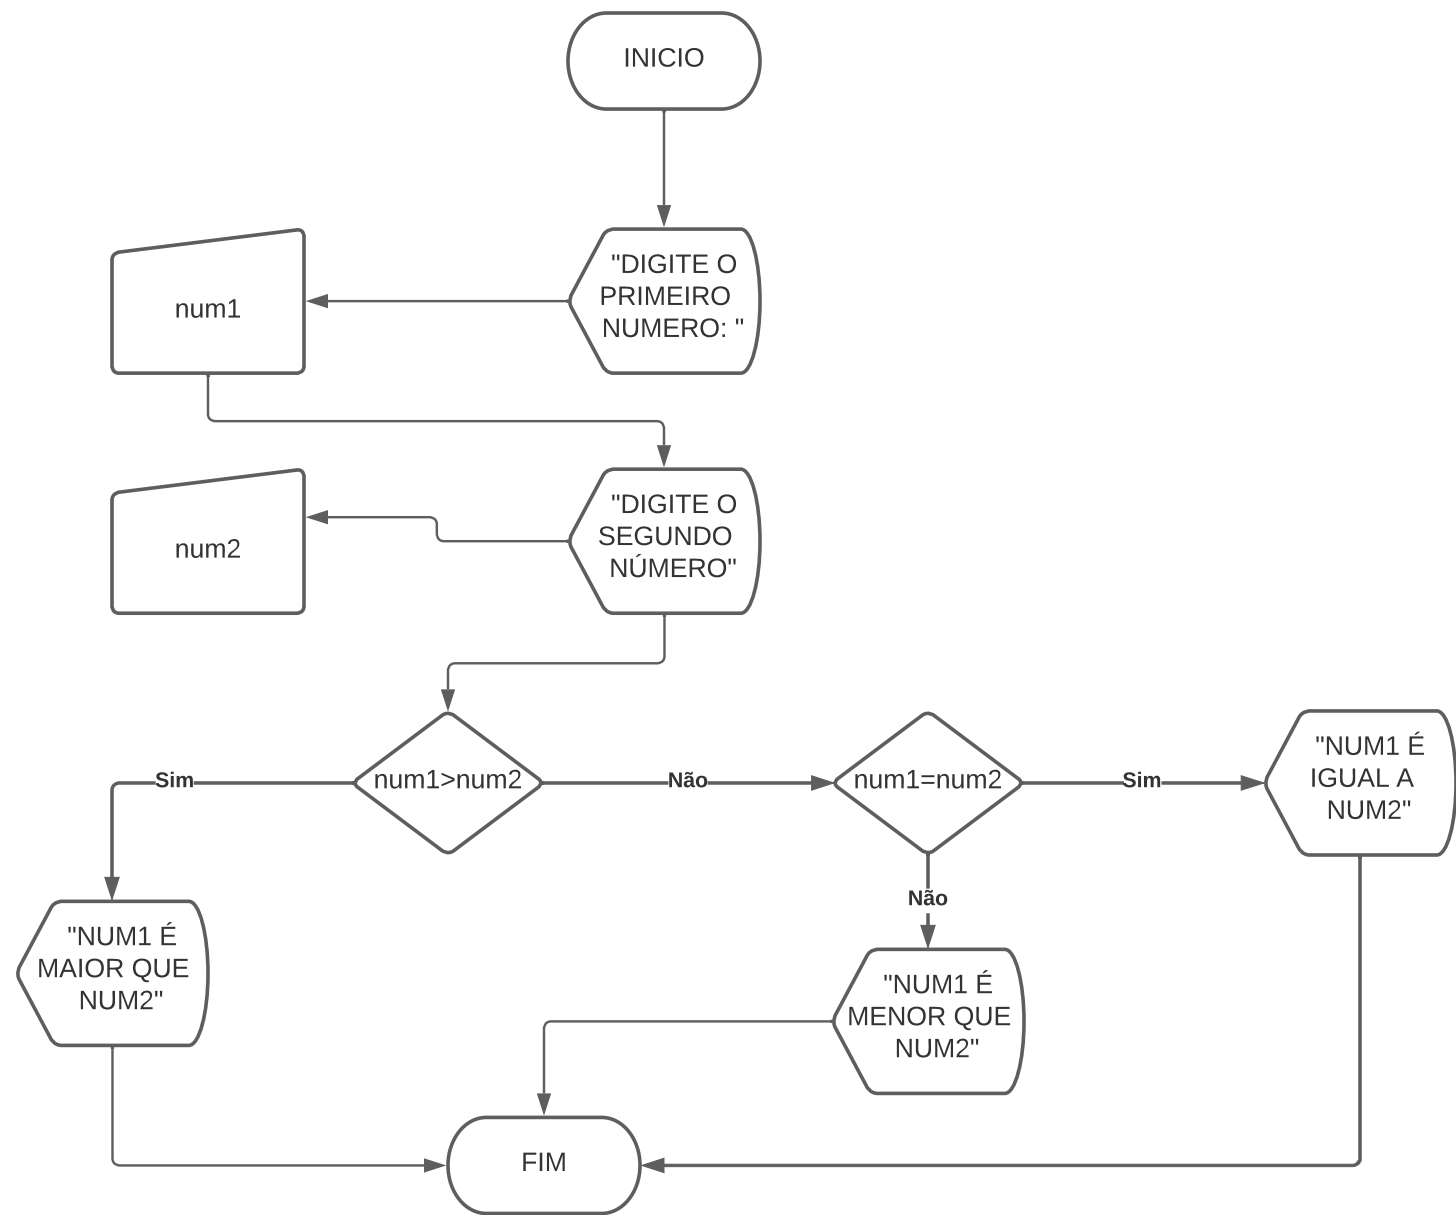 INICIO
"DIGITE O
PRIMEIRO
NUMERO: "
num1
"DIGITE O
SEGUNDO
NÚMERO"
num2
num1>num2
Sim
Não
num1=num2
Sim
Não
"NUM1 É
IGUAL A
NUM2"
"NUM1 É
MAIOR QUE
NUM2"
"NUM1 É
MENOR QUE
NUM2"
FIM